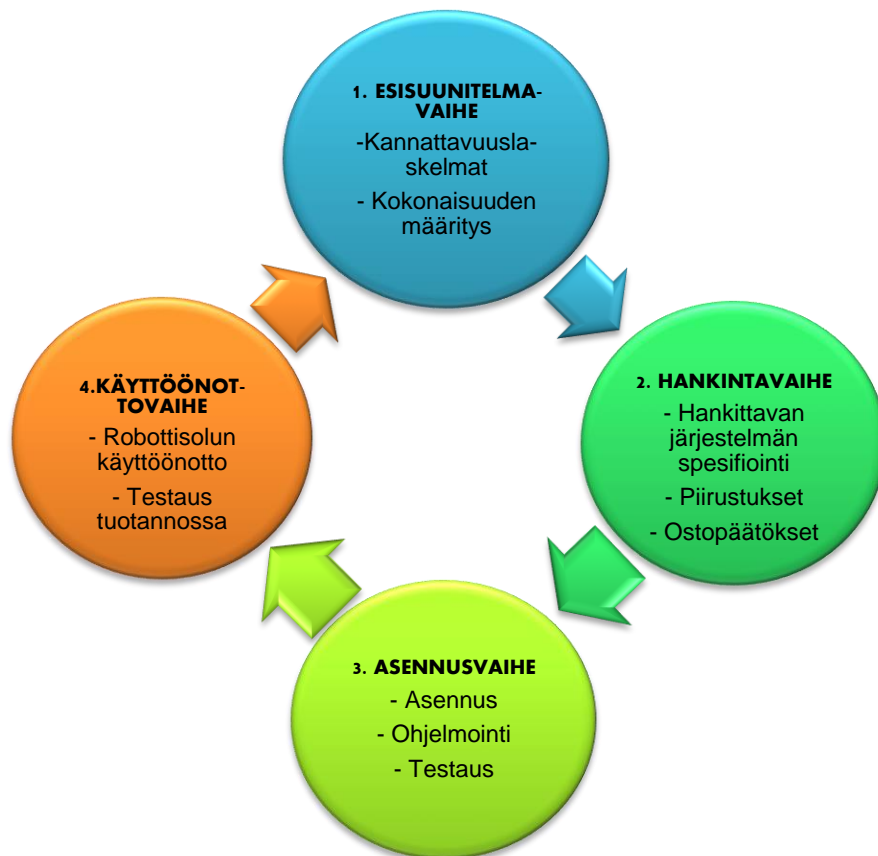 1. ESISUUNITELMA-
VAIHE
-Kannattavuusla-
skelmat
- Kokonaisuuden
määritys
2. HANKINTAVAIHE
- Hankittavan
järjestelmän
spesifiointi
- Piirustukset
- Ostopäätökset
3. ASENNUSVAIHE
- Asennus
- Ohjelmointi
- Testaus
4.KÄYTTÖÖNOT-
TOVAIHE
- Robottisolun
käyttöönotto
- Testaus
tuotannossa